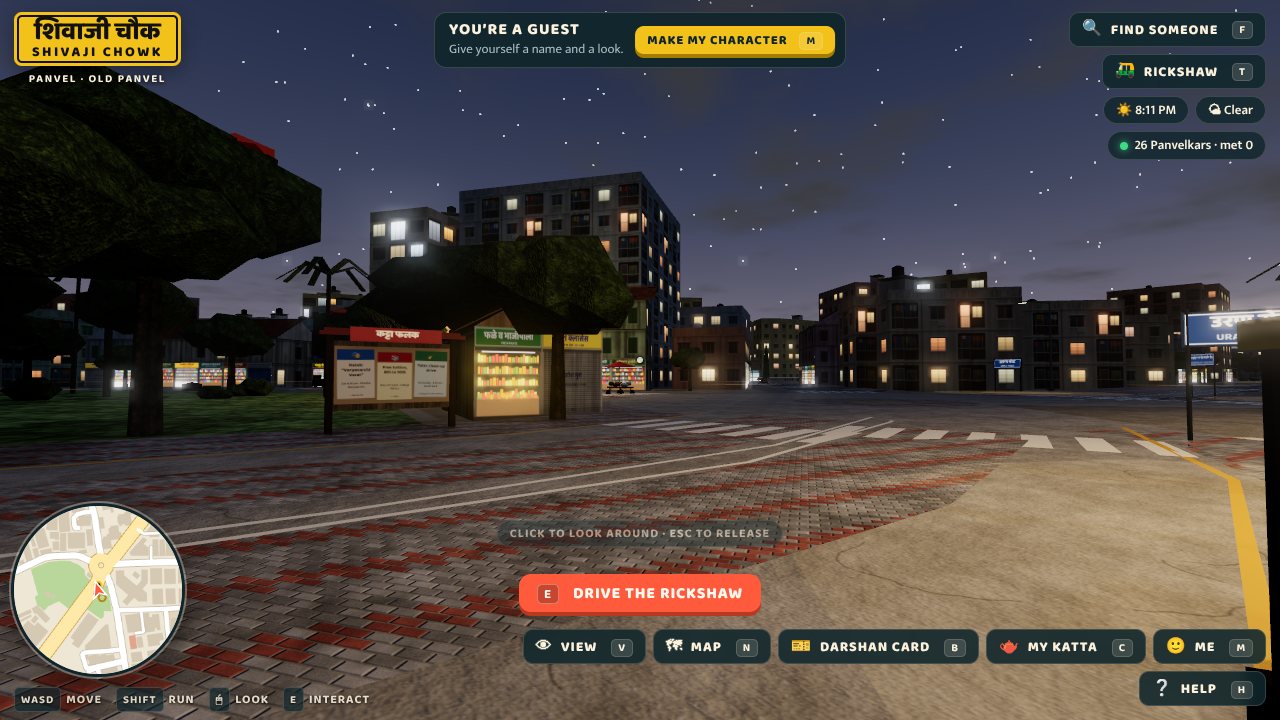 शिवाजी चौक
SHIVAJI CHOWK
PANVEL · OLD PANVEL
YOU'RE A GUEST
Give yourself a name and a look.
MAKE MY CHARACTER M
FIND SOMEONE F
RICKSHAW T
8:11 PM
Clear
26 Panvelkars · met 0
कट्टा फलक
फळे व भाजीपाला
URA
CLICK TO LOOK AROUND · ESC TO RELEASE
E DRIVE THE RICKSHAW
VIEW V
MAP N
DARSHAN CARD B
MY KATTA C
ME M
WASD MOVE
SHIFT RUN
LOOK
E INTERACT
? HELP H